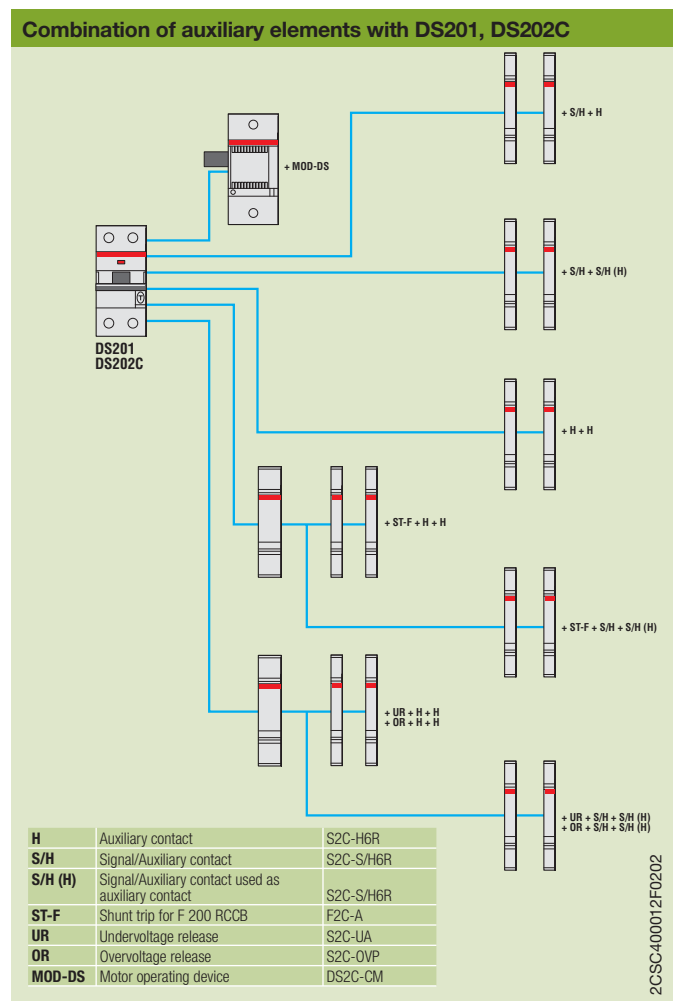 Combination of auxiliary elements with DS201, DS202C
+ S/H + H
+ MOD-DS
+ S/H + S/H (H)
DS201
DS202C
+ H + H
+ ST-F + H + H
+ ST-F + S/H + S/H (H)
+ UR + H + H
+ OR + H + H
+ UR + S/H + S/H (H)
+ OR + S/H + S/H (H)
H Auxiliary contact S2C-H6R
S/H Signal/Auxiliary contact S2C-S/H6R
S/H (H) Signal/Auxiliary contact used as
auxiliary contact S2C-S/H6R
ST-F Shunt trip for F 200 RCCB F2C-A
UR Undervoltage release S2C-UA
OR Overvoltage release S2C-OVP
MOD-DS Motor operating device DS2C-CM
2CSC400012F0202